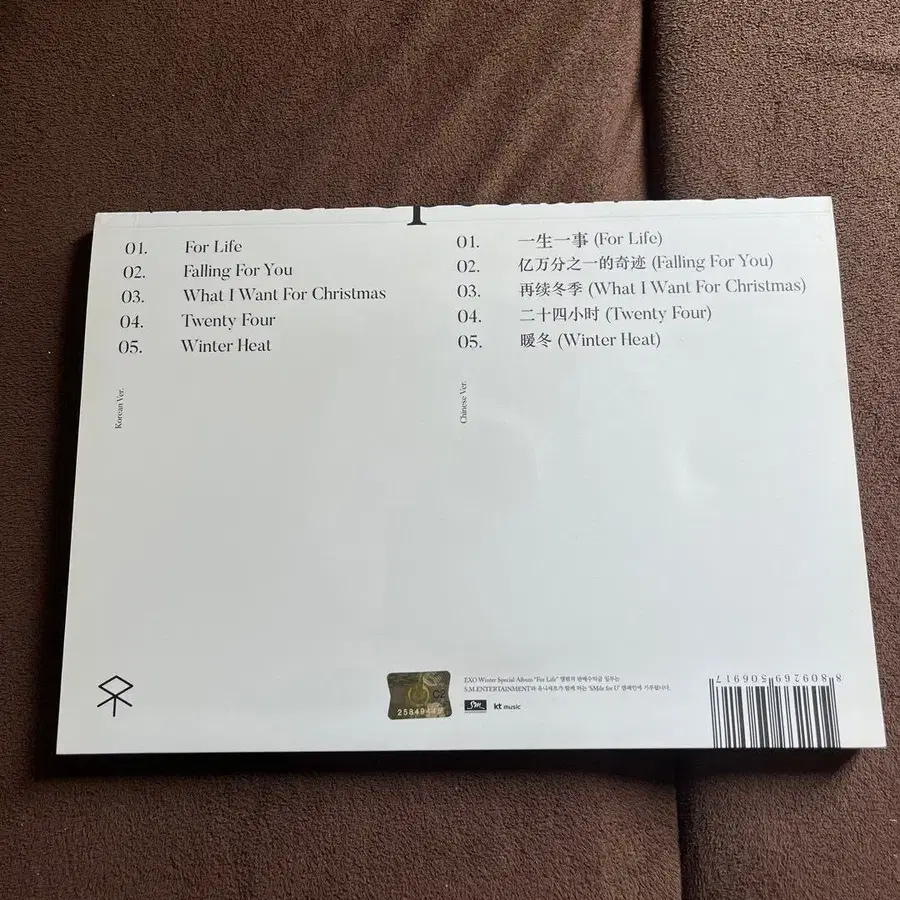 01. For Life
02. Falling For You
03. What I Want For Christmas
04. Twenty Four
05. Winter Heat
Korean Ver.
01. 一生一事 (For Life)
02. 亿万分之一的奇迹 (Falling For You)
03. 再续冬季 (What I Want For Christmas)
04. 二十四小时 (Twenty Four)
05. 暖冬 (Winter Heat)
Chinese Ver.
EXO Winter Special Album "For Life" 앨범의 판매수익금 일부는
S.M.ENTERTAINMENT와 유니세프가 함께 하는 'SMile for U' 캠페인에 기부됩니다.
kt music
8 809269 506917